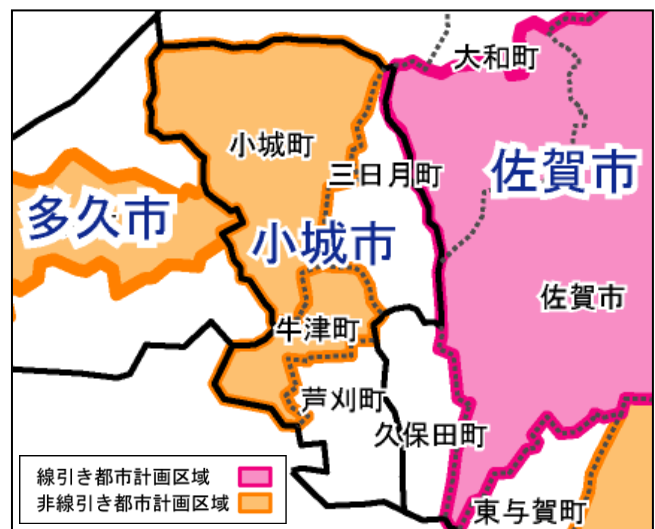 大和町
小城町
三日月町
佐賀市
多久市
小城市
佐賀市
牛津町
芦刈町
久保田町
線引き都市計画区域
非線引き都市計画区域
東与賀町